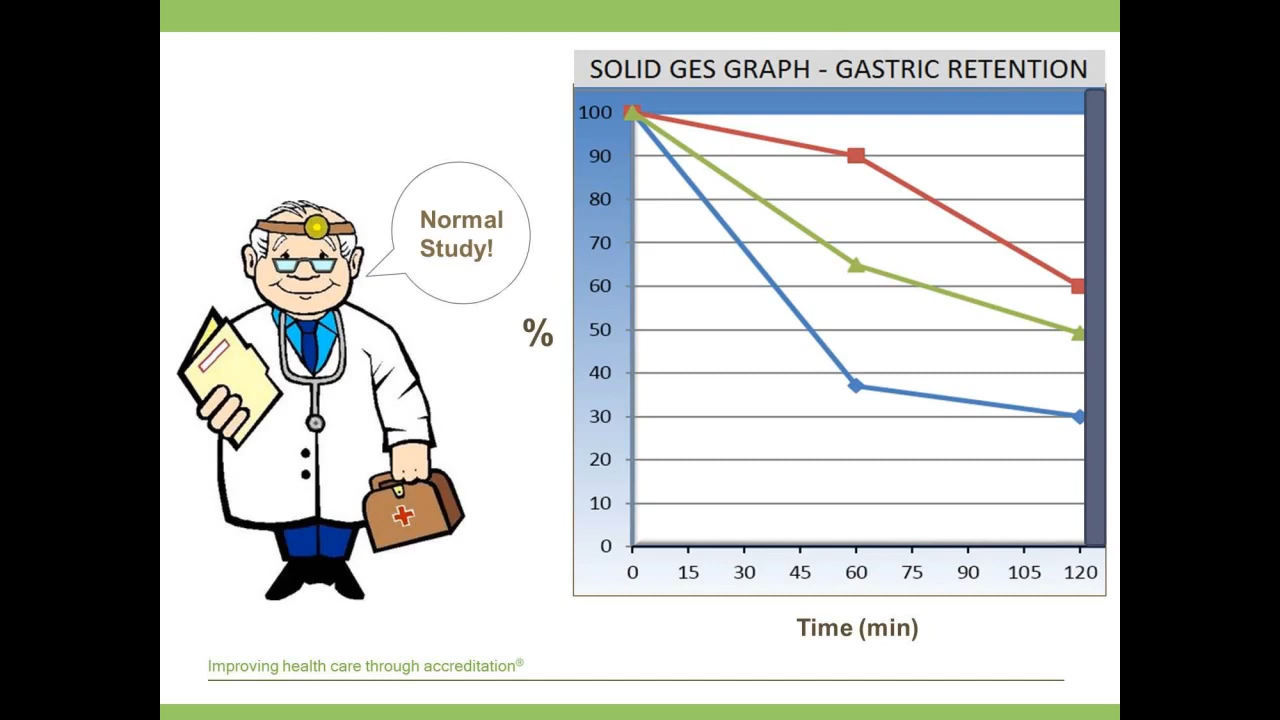 SOLID GES GRAPH - GASTRIC RETENTION
Normal
Study!
%
100
90
80
70
60
50
40
30
20
10
0
0 15 30 45 60 75 90 105 120
Time (min)
Improving health care through accreditation®